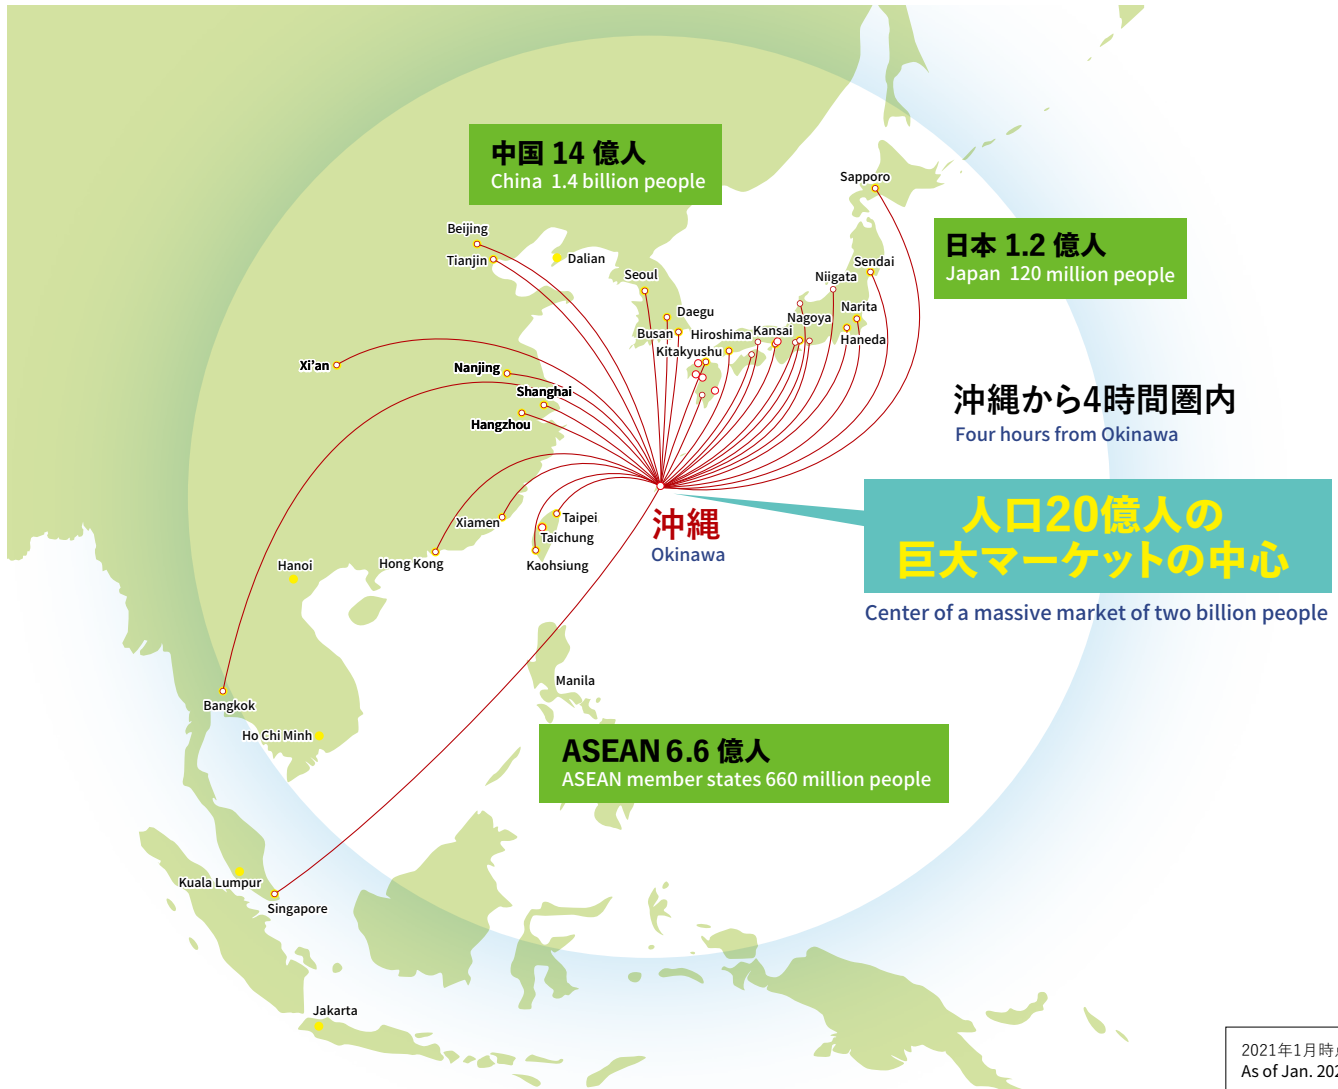 中国 14 億人
China 1.4 billion people
Sapporo
日本 1.2 億人
Japan 120 million people
Beijing
Tianjin
Dalian
Seoul
Sendai
Niigata
Daegu
Narita
Nagoya
Busan
Hiroshima
Kansai
Haneda
Kitakyushu
Xi'an
Nanjing
Shanghai
Hangzhou
沖縄から4時間圏内
Four hours from Okinawa
人口20億人の
巨大マーケットの中心
Center of a massive market of two billion people
沖縄
Okinawa
Xiamen
Taipei
Taichung
Kaohsiung
Hong Kong
Hanoi
Manila
Bangkok
Ho Chi Minh
ASEAN 6.6 億人
ASEAN member states 660 million people
Kuala Lumpur
Singapore
Jakarta
2021年1月時
As of Jan. 202